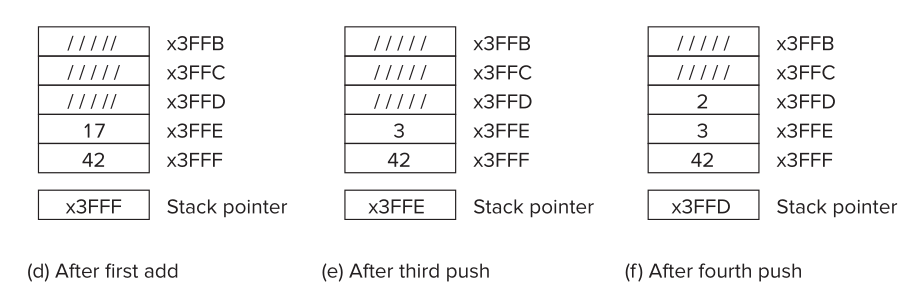 ///// x3FFB ///// x3FFB ///// x3FFB
///// x3FFC ///// x3FFC ///// x3FFC
///// x3FFD ///// x3FFD 2 x3FFD
17 x3FFE 3 x3FFE 3 x3FFE
42 x3FFF 42 x3FFF 42 x3FFF
x3FFF Stack pointer x3FFE Stack pointer x3FFD Stack pointer
(d) After first add (e) After third push (f) After fourth push